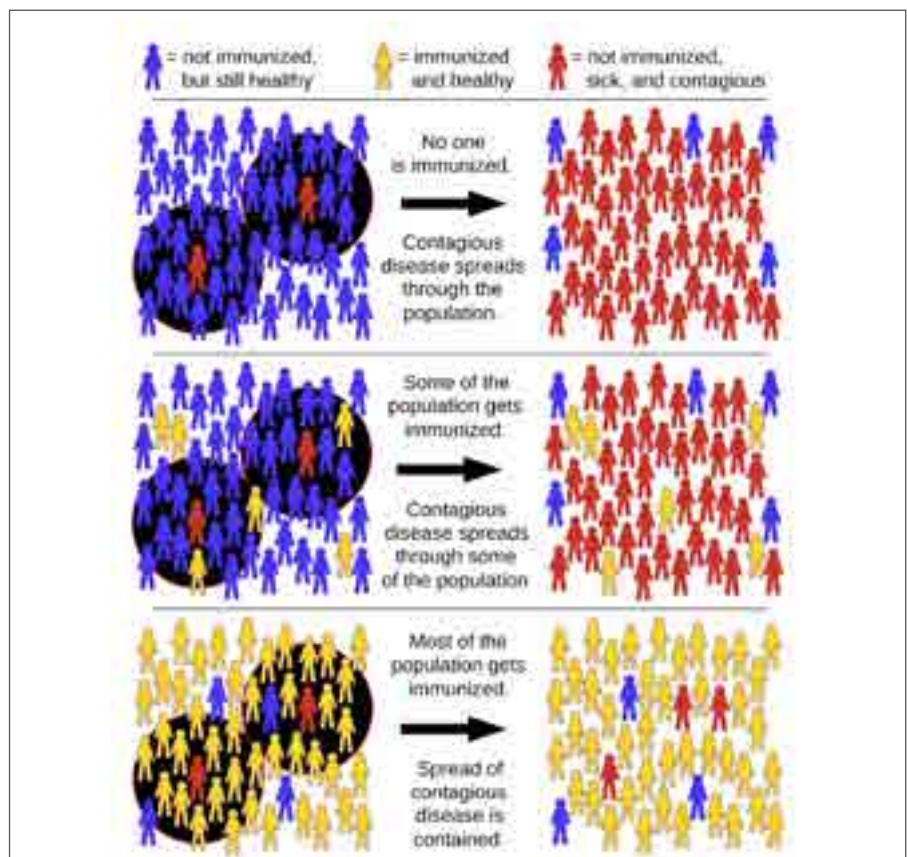 = not immunized,
but still healthy
= immunized
and healthy
= not immunized,
sick, and contagious
No one
is immunized.
Contagious
disease spreads
through the
population.
Some of the
population gets
immunized.
Contagious
disease spreads
through some
of the population
Most of the
population gets
immunized.
Spread of
contagious
disease is
contained